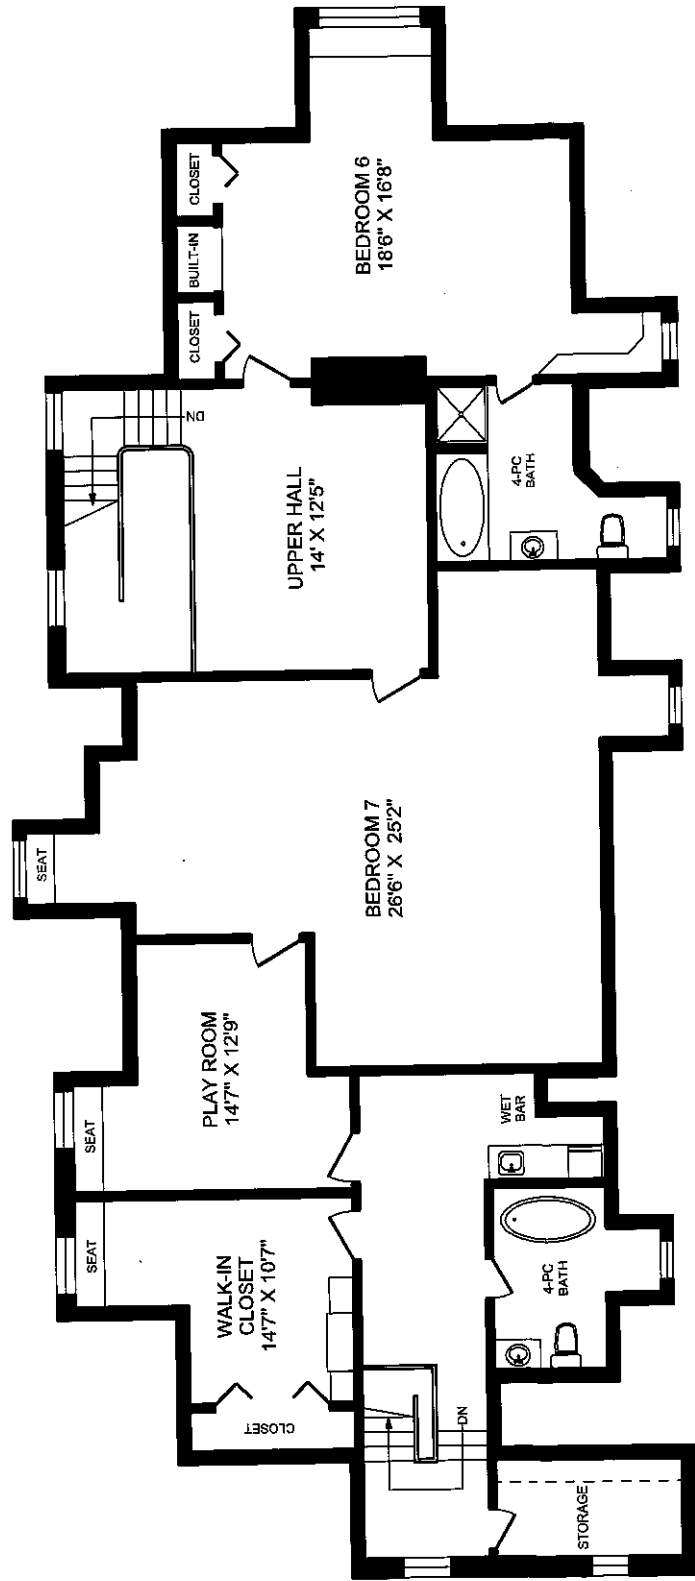 CLOSET
BUILT-IN
CLOSET
BEDROOM 6
18'6" X 16'8"
DN
UPPER HALL
14' X 12'5"
4-PC
BATH
SEAT
BEDROOM 7
26'6" X 25'2"
PLAY ROOM
14'7" X 12'9"
SEAT
WET
BAR
SEAT
WALK-IN
CLOSET
14'7" X 10'7"
4-PC
BATH
CLOSET
DN
STORAGE